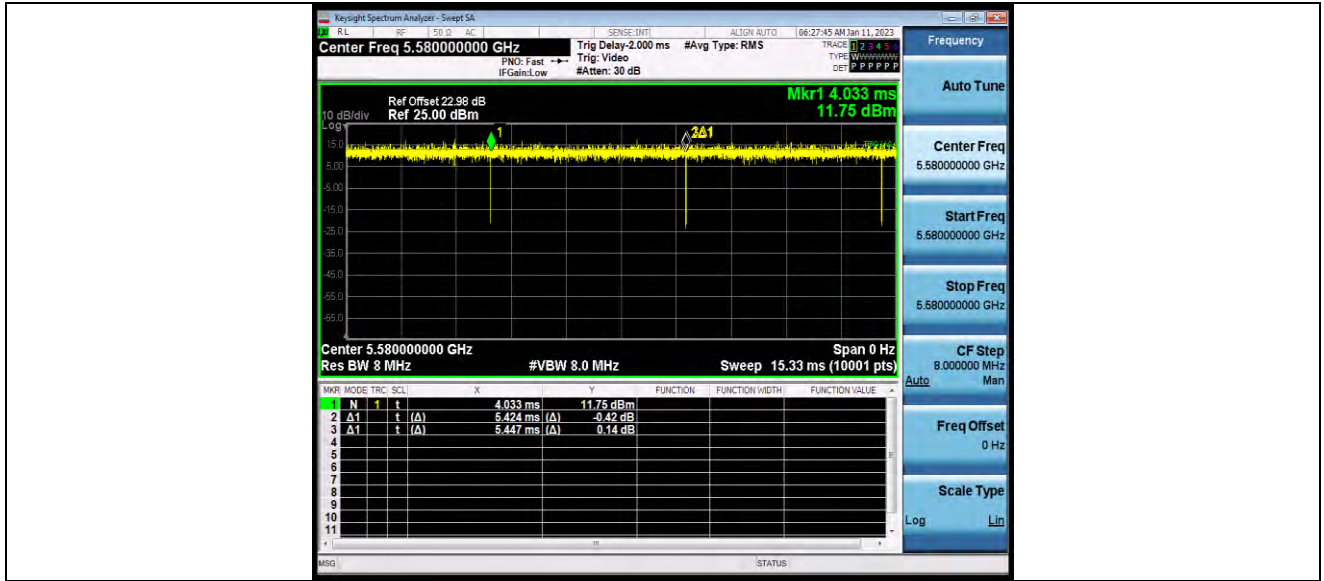 Keysight Spectrum Analyzer - Swept SA
RL RF 50 Ω AC SENSE:INT ALIGN AUTO 06:27:45 AM Jan 11, 2023
Center Freq 5.580000000 GHz
PNO: Fast
IFGain:Low
Trig Delay-2.000 ms
Trig: Video
#Atten: 30 dB
#Avg Type: RMS
TRACE 1 2 3 4 5 6
TYPE WWWWWW
DET P P P P P P
Mkr1 4.033 ms
11.75 dBm
Ref Offset 22.98 dB
10 dB/div Ref 25.00 dBm
Log
1
3Δ1
15.0
5.00
-5.00
-15.0
-25.0
-35.0
-45.0
-55.0
-65.0
Center 5.580000000 GHz Span 0 Hz
Res BW 8 MHz #VBW 8.0 MHz Sweep 15.33 ms (10001 pts)
MKR MODE TRC SCL X Y FUNCTION FUNCTION WIDTH FUNCTION VALUE
1 N 1 t 4.033 ms 11.75 dBm
2 Δ1 t (Δ) 5.424 ms (Δ) -0.42 dB
3 Δ1 t (Δ) 5.447 ms (Δ) 0.14 dB
4
5
6
7
8
9
10
11
MSG STATUS
Frequency
Auto Tune
Center Freq
5.580000000 GHz
Start Freq
5.580000000 GHz
Stop Freq
5.580000000 GHz
CF Step
8.000000 MHz
Auto Man
Freq Offset
0 Hz
Scale Type
Log Lin